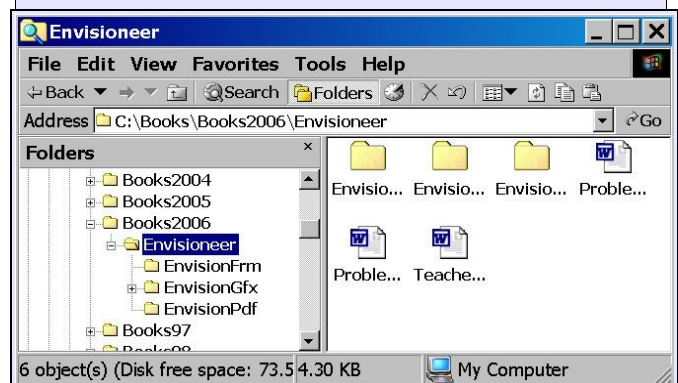 Envisioneer
File Edit View Favorites Tools Help
Back Search Folders
Address C:\Books\Books2006\Envisioneer Go
Folders ×
Books2004
Books2005
Books2006
Envisioneer
EnvisionFrm
EnvisionGfx
EnvisionPdf
Books97
Envisio... Envisio... Envisio... Proble...
Proble... Teache...
6 object(s) (Disk free space: 73.5 4.30 KB My Computer